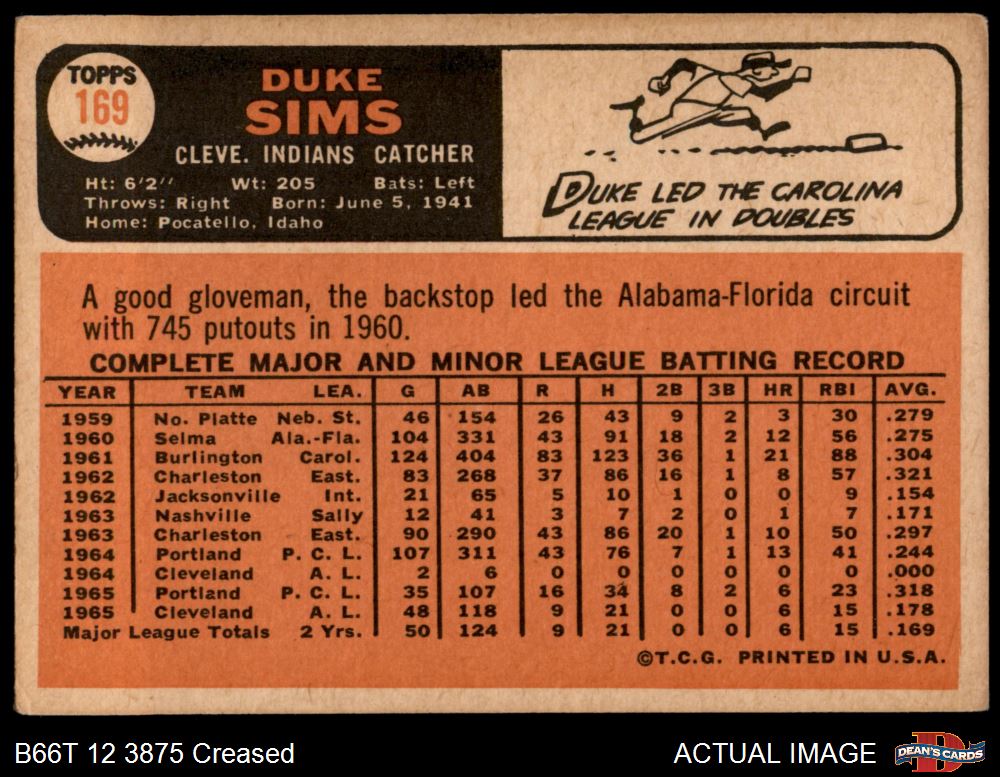 TOPPS
169
DUKE
SIMS
CLEVE. INDIANS CATCHER
Ht: 6'2" Wt: 205 Bats: Left
Throws: Right Born: June 5, 1941
Home: Pocatello, Idaho
DUKE LED THE CAROLINA
LEAGUE IN DOUBLES
A good gloveman, the backstop led the Alabama-Florida circuit
with 745 putouts in 1960.
COMPLETE MAJOR AND MINOR LEAGUE BATTING RECORD
YEAR TEAM LEA. G AB R H 2B 3B HR RBI AVG.
1959 No. Platte Neb. St. 46 154 26 43 9 2 3 30 .279
1960 Selma Ala.-Fla. 104 331 43 91 18 2 12 56 .275
1961 Burlington Carol. 124 404 83 123 36 1 21 88 .304
1962 Charleston East. 83 268 37 86 16 1 8 57 .321
1962 Jacksonville Int. 21 65 5 10 1 0 0 9 .154
1963 Nashville Sally 12 41 3 7 2 0 1 7 .171
1963 Charleston East. 90 290 43 86 20 1 10 50 .297
1964 Portland P. C. L. 107 311 43 76 7 1 13 41 .244
1964 Cleveland A. L. 2 6 0 0 0 0 0 0 .000
1965 Portland P. C. L. 35 107 16 34 8 2 6 23 .318
1965 Cleveland A. L. 48 118 9 21 0 0 6 15 .178
Major League Totals 2 Yrs. 50 124 9 21 0 0 6 15 .169
©T.C.G. PRINTED IN U.S.A.
B66T 12 3875 Creased
ACTUAL IMAGE
D
DEAN'S CARDS